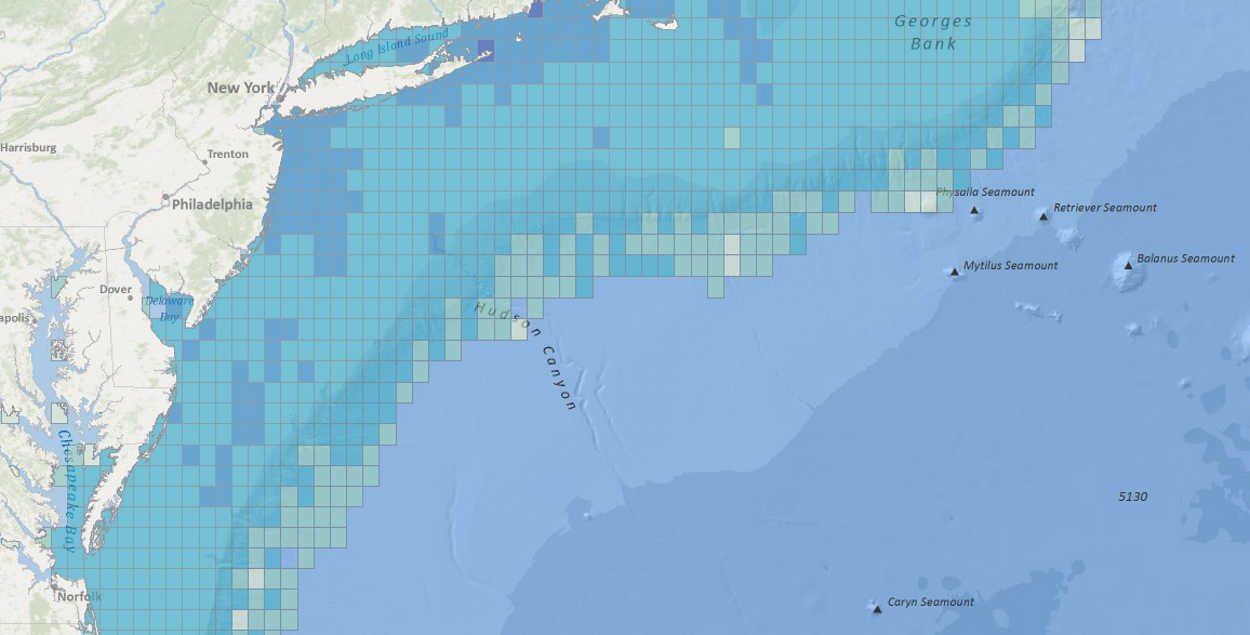 Georges
Bank
Long Island Sound
New York
Harrisburg
Trenton
Physalla Seamount
Philadelphia
Retriever Seamount
Balanus Seamount
Mytilus Seamount
Dover
Delaware
Bay
apolis
Hudson Canyon
Chesapeake Bay
5130
Norfolk
Caryn Seamount